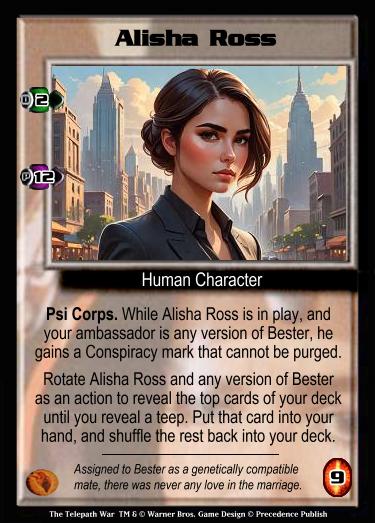 Alisha Ross
D 2
P 12
Human Character
Psi Corps. While Alisha Ross is in play, and
your ambassador is any version of Bester, he
gains a Conspiracy mark that cannot be purged.
Rotate Alisha Ross and any version of Bester
as an action to reveal the top cards of your deck
until you reveal a teep. Put that card into your
hand, and shuffle the rest back into your deck.
Assigned to Bester as a genetically compatible
mate, there was never any love in the marriage.
9
The Telepath War TM & © Warner Bros. Game Design © Precedence Publish